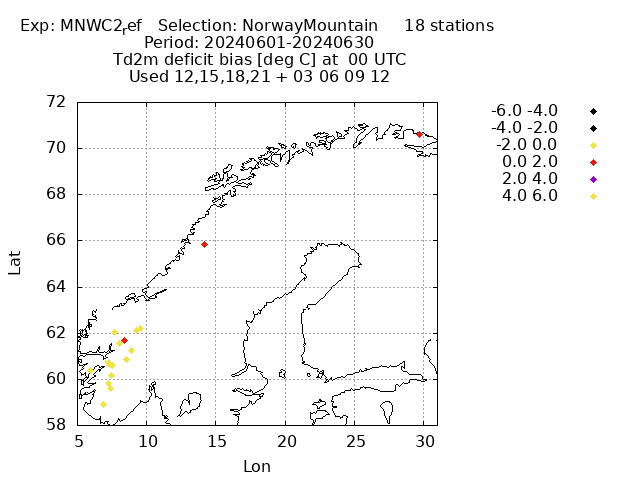 Exp: MNWC2ref Selection: NorwayMountain 18 stations
Period: 20240601-20240630
Td2m deficit bias [deg C] at 00 UTC
Used 12,15,18,21 + 03 06 09 12
72
70
68
66
64
62
60
58
Lat
5 10 15 20 25 30
Lon
-6.0 -4.0
-4.0 -2.0
-2.0 0.0
0.0 2.0
2.0 4.0
4.0 6.0